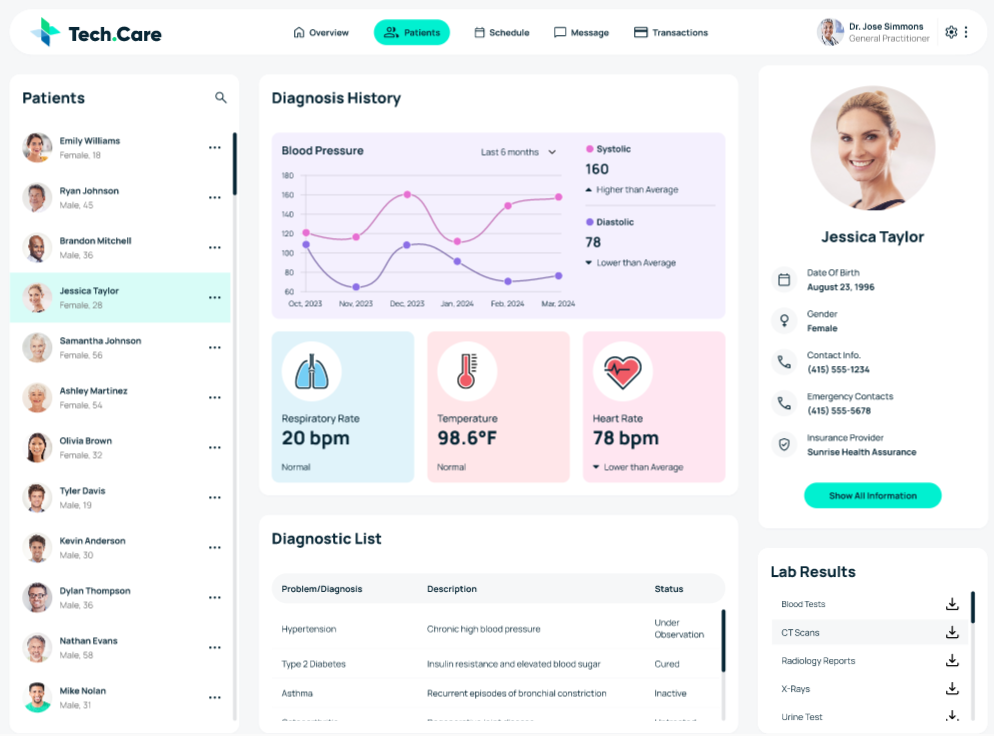 Tech.Care
Overview
Patients
Schedule
Message
Transactions
Dr. Jose Simmons
General Practitioner
Patients
Emily Williams
Female, 18
Ryan Johnson
Male, 45
Brandon Mitchell
Male, 36
Jessica Taylor
Female, 28
Samantha Johnson
Female, 56
Ashley Martinez
Female, 54
Olivia Brown
Female, 32
Tyler Davis
Male, 19
Kevin Anderson
Male, 30
Dylan Thompson
Male, 36
Nathan Evans
Male, 58
Mike Nolan
Male, 31
Diagnosis History
Blood Pressure
Last 6 months
180
160
140
120
100
80
60
Oct, 2023
Nov, 2023
Dec, 2023
Jan, 2024
Feb, 2024
Mar, 2024
Systolic
160
Higher than Average
Diastolic
78
Lower than Average
Respiratory Rate
20 bpm
Normal
Temperature
98.6°F
Normal
Heart Rate
78 bpm
Lower than Average
Diagnostic List
Problem/Diagnosis Description Status
Hypertension Chronic high blood pressure Under
Observation
Type 2 Diabetes Insulin resistance and elevated blood sugar Cured
Asthma Recurrent episodes of bronchial constriction Inactive
Jessica Taylor
Date Of Birth
August 23, 1996
Gender
Female
Contact Info.
(415) 555-1234
Emergency Contacts
(415) 555-5678
Insurance Provider
Sunrise Health Assurance
Show All Information
Lab Results
Blood Tests
CT Scans
Radiology Reports
X-Rays
Urine Test